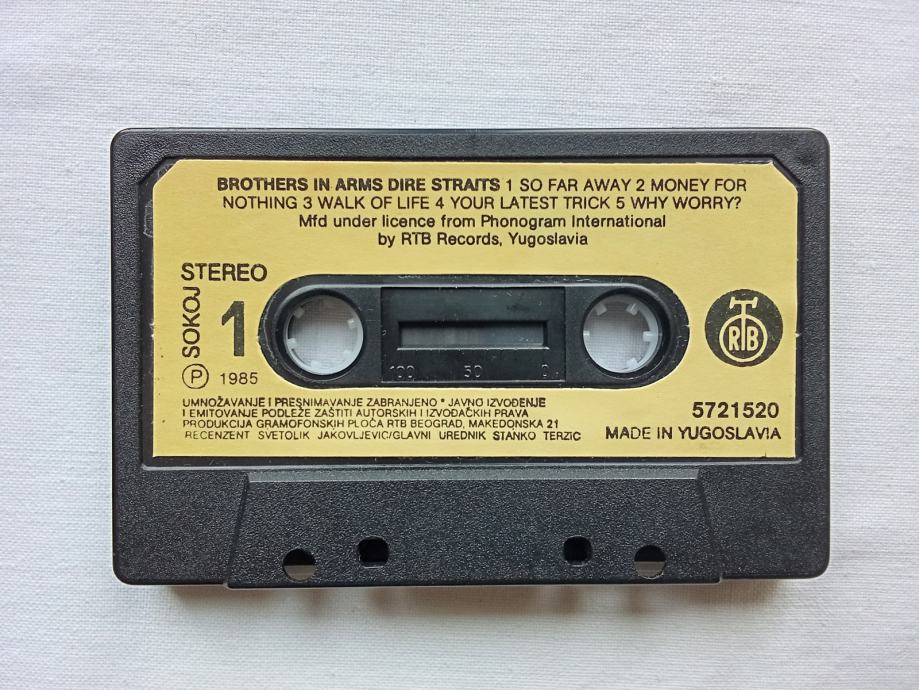 BROTHERS IN ARMS DIRE STRAITS 1 SO FAR AWAY 2 MONEY FOR
NOTHING 3 WALK OF LIFE 4 YOUR LATEST TRICK 5 WHY WORRY?
Mfd under licence from Phonogram International
by RTB Records, Yugoslavia
STEREO
SOKOJ
1
P 1985
RTB
100 50 0
UMNOŽAVANJE I PRESNIMAVANJE ZABRANJENO * JAVNO IZVOĐENJE
I EMITOVANJE PODLEŽE ZAŠTITI AUTORSKIH I IZVOĐAČKIH PRAVA
PRODUKCIJA GRAMOFONSKIH PLOČA RTB BEOGRAD, MAKEDONSKA 21
RECENZENT SVETOLIK JAKOVLJEVIC/GLAVNI UREDNIK STANKO TERZIC
5721520
MADE IN YUGOSLAVIA